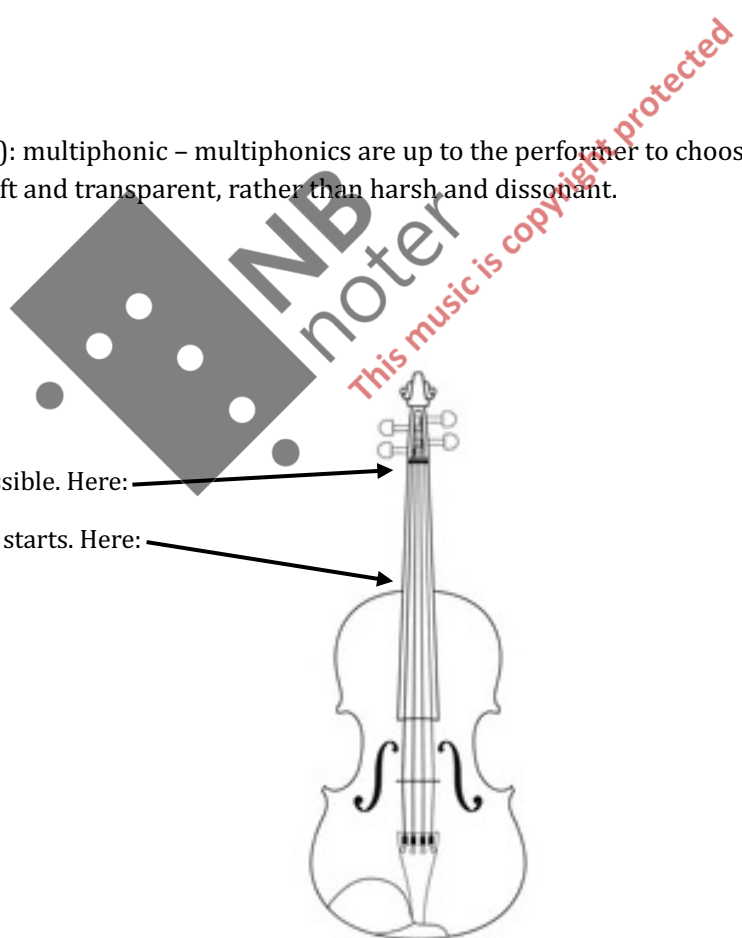 ): multiphonic – multiphonics are up to the performer to choos
ft and transparent, rather than harsh and dissonant.
NB
noter
This music is copyright protected
ssible. Here:
starts. Here: